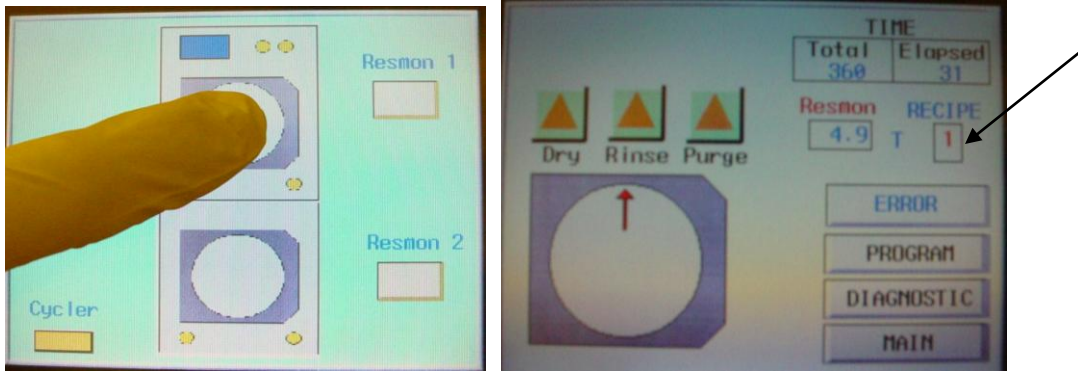 Resmon 1
Resmon 2
Cycler
TIME
Total Elapsed
360 31
Resmon RECIPE
4.9 T 1
Dry Rinse Purge
ERROR
PROGRAM
DIAGNOSTIC
MAIN